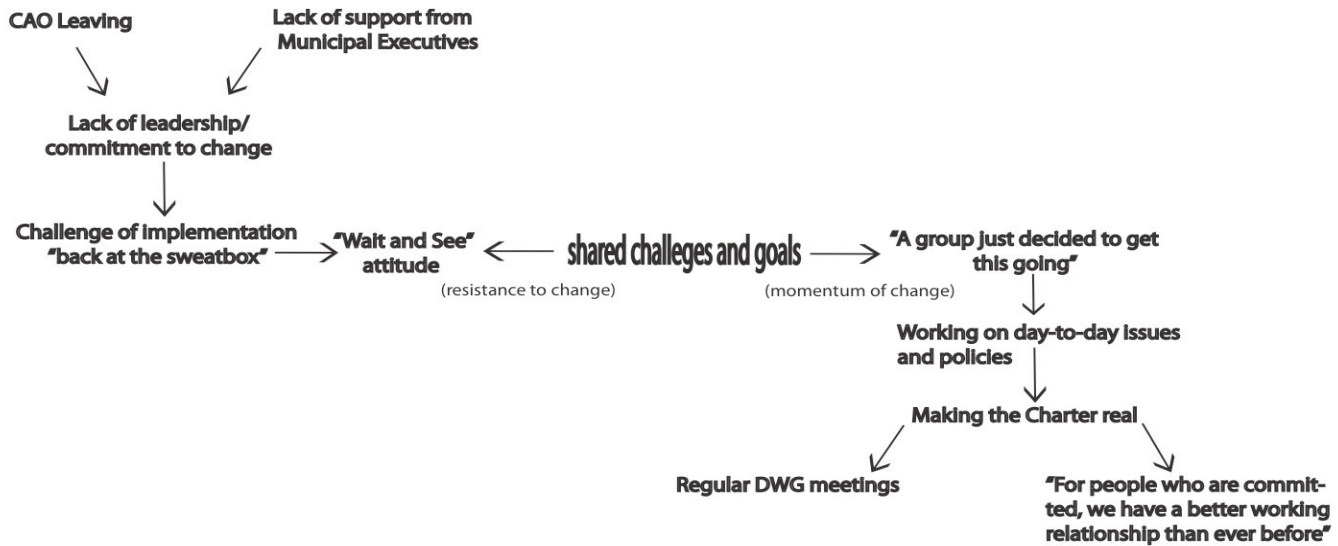 CAO Leaving
Lack of support from
Municipal Executives
Lack of leadership/
commitment to change
Challenge of implementation
"back at the sweatbox"
"Wait and See"
attitude
(resistance to change)
shared challeges and goals
(momentum of change)
"A group just decided to get
this going"
Working on day-to-day issues
and policies
Making the Charter real
Regular DWG meetings
"For people who are commit-
ted, we have a better working
relationship than ever before"